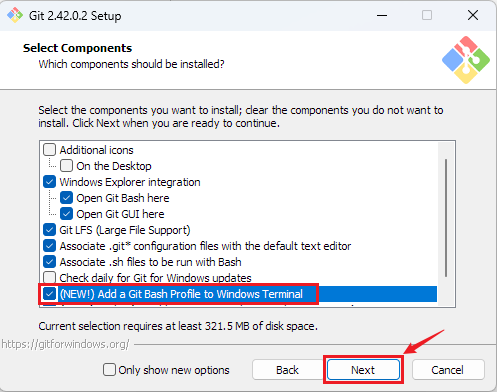 Git 2.42.0.2 Setup
Select Components
Which components should be installed?
Select the components you want to install; clear the components you do not want to
install. Click Next when you are ready to continue.
Additional icons
On the Desktop
Windows Explorer integration
Open Git Bash here
Open Git GUI here
Git LFS (Large File Support)
Associate .git* configuration files with the default text editor
Associate .sh files to be run with Bash
Check daily for Git for Windows updates
(NEW!) Add a Git Bash Profile to Windows Terminal
Current selection requires at least 321.5 MB of disk space.
https://gitforwindows.org/
Only show new options
Back
Next
Cancel